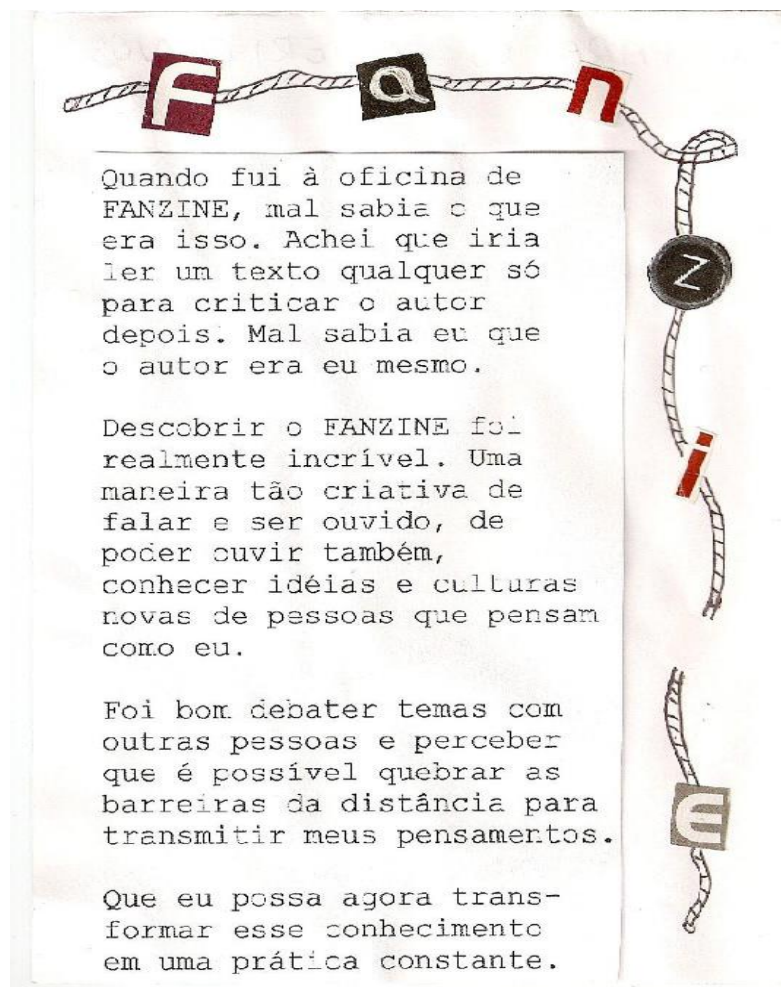 Fanzin E
Quando fui à oficina de
FANZINE, mal sabia o que
era isso. Achei que iria
ler um texto qualquer só
para criticar o autor
depois. Mal sabia eu que
o autor era eu mesmo.
Descobrir o FANZINE foi
realmente incrível. Uma
maneira tão criativa de
falar e ser ouvido, de
poder ouvir também,
conhecer idéias e culturas
novas de pessoas que pensam
como eu.
Foi bom debater temas com
outras pessoas e perceber
que é possível quebrar as
barreiras da distância para
transmitir meus pensamentos.
Que eu possa agora trans-
formar esse conhecimento
em uma prática constante.